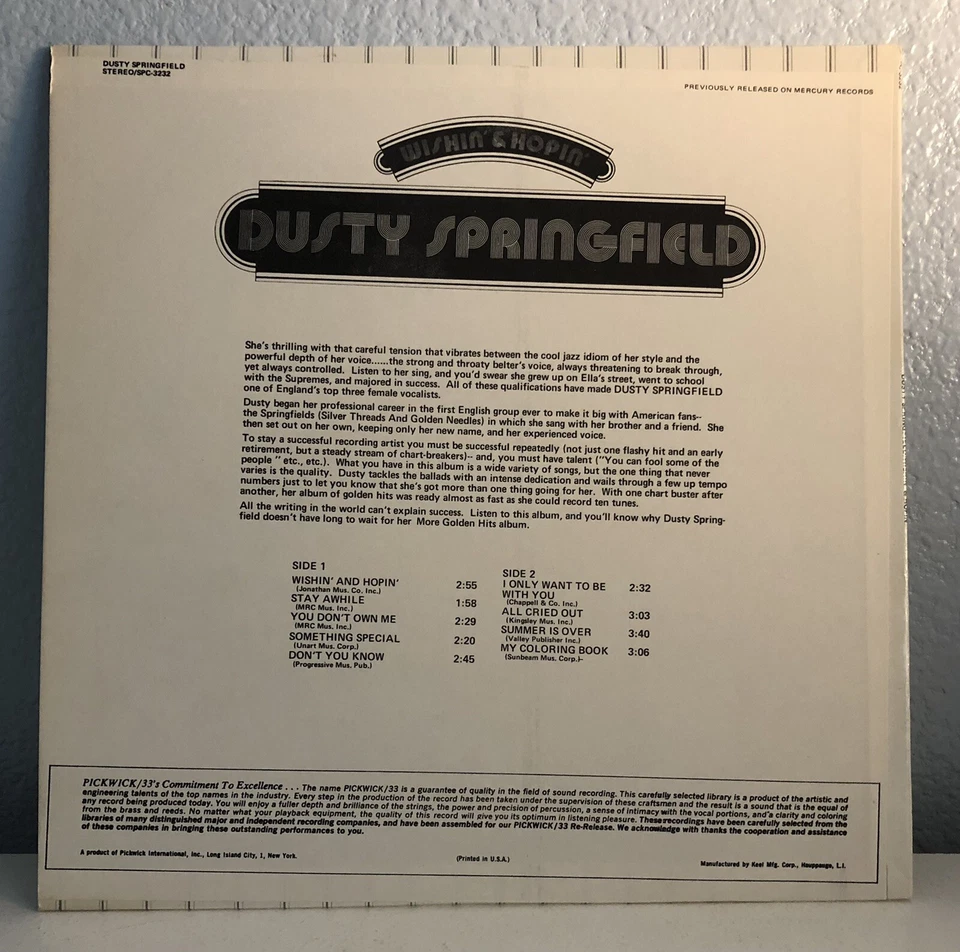 DUSTY SPRINGFIELD
STEREO/SPC-3232
PREVIOUSLY RELEASED ON MERCURY RECORDS
WISHIN' & HOPIN'
DUSTY SPRINGFIELD
She's thrilling with that careful tension that vibrates between the cool jazz idiom of her style and the
powerful depth of her voice......the strong and throaty belter's voice, always threatening to break through,
yet always controlled. Listen to her sing, and you'd swear she grew up on Ella's street, went to school
with the Supremes, and majored in success. All of these qualifications have made DUSTY SPRINGFIELD
one of England's top three female vocalists.
Dusty began her professional career in the first English group ever to make it big with American fans--
the Springfields (Silver Threads And Golden Needles) in which she sang with her brother and a friend. She
then set out on her own, keeping only her new name, and her experienced voice.
To stay a successful recording artist you must be successful repeatedly (not just one flashy hit and an early
retirement, but a steady stream of chart-breakers)-- and, you must have talent ("You can fool some of the
people " etc., etc.). What you have in this album is a wide variety of songs, but the one thing that never
varies is the quality. Dusty tackles the ballads with an intense dedication and wails through a few up tempo
numbers just to let you know that she's got more than one thing going for her. With one chart buster after
another, her album of golden hits was ready almost as fast as she could record ten tunes.
All the writing in the world can't explain success. Listen to this album, and you'll know why Dusty Spring-
field doesn't have long to wait for her More Golden Hits album.
SIDE 1
WISHIN' AND HOPIN' 2:55
(Jonathan Mus. Co. Inc.)
STAY AWHILE 1:58
(MRC Mus. Inc.)
YOU DON'T OWN ME 2:29
(MRC Mus. Inc.)
SOMETHING SPECIAL 2:20
(Unart Mus. Corp.)
DON'T YOU KNOW 2:45
(Progressive Mus. Pub.)
SIDE 2
I ONLY WANT TO BE 2:32
WITH YOU
(Chappell & Co. Inc.)
ALL CRIED OUT 3:03
(Kingsley Mus. Inc.)
SUMMER IS OVER 3:40
(Valley Publisher Inc.)
MY COLORING BOOK 3:06
(Sunbeam Mus. Corp.)-
PICKWICK/33's Commitment To Excellence . . . The name PICKWICK/33 is a guarantee of quality in the field of sound recording. This carefully selected library is a product of the artistic and
engineering talents of the top names in the industry. Every step in the production of the record has been taken under the supervision of these craftsmen and the result is a sound that is the equal of
any record being produced today. You will enjoy a fuller depth and brilliance of the strings, the power and precision of percussion, a sense of intimacy with the vocal portions, and a clarity and coloring
from the brass and reeds. No matter what your playback equipment, the quality of this record will give you its optimum in listening pleasure. These recordings have been carefully selected from the
libraries of many distinguished major and independent recording companies, and have been assembled for our PICKWICK/33 Re-Release. We acknowledge with thanks the cooperation and assistance
of these companies in bringing these outstanding performances to you.
A product of Pickwick International, Inc., Long Island City, 1, New York.
(Printed in U.S.A.)
Manufactured by Keel Mfg. Corp., Hauppauge, L.I.